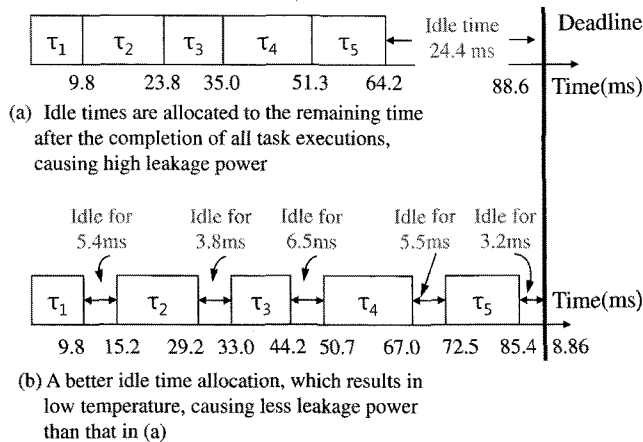 Idle time
24.4 ms
Deadline
τ1 τ2 τ3 τ4 τ5
9.8 23.8 35.0 51.3 64.2 88.6 Time(ms)
(a) Idle times are allocated to the remaining time
after the completion of all task executions,
causing high leakage power
Idle for Idle for Idle for Idle for Idle for
5.4ms 3.8ms 6.5ms 5.5ms 3.2ms
τ1 τ2 τ3 τ4 τ5 Time(ms)
9.8 15.2 29.2 33.0 44.2 50.7 67.0 72.5 85.4 8.86
(b) A better idle time allocation, which results in
low temperature, causing less leakage power
than that in (a)